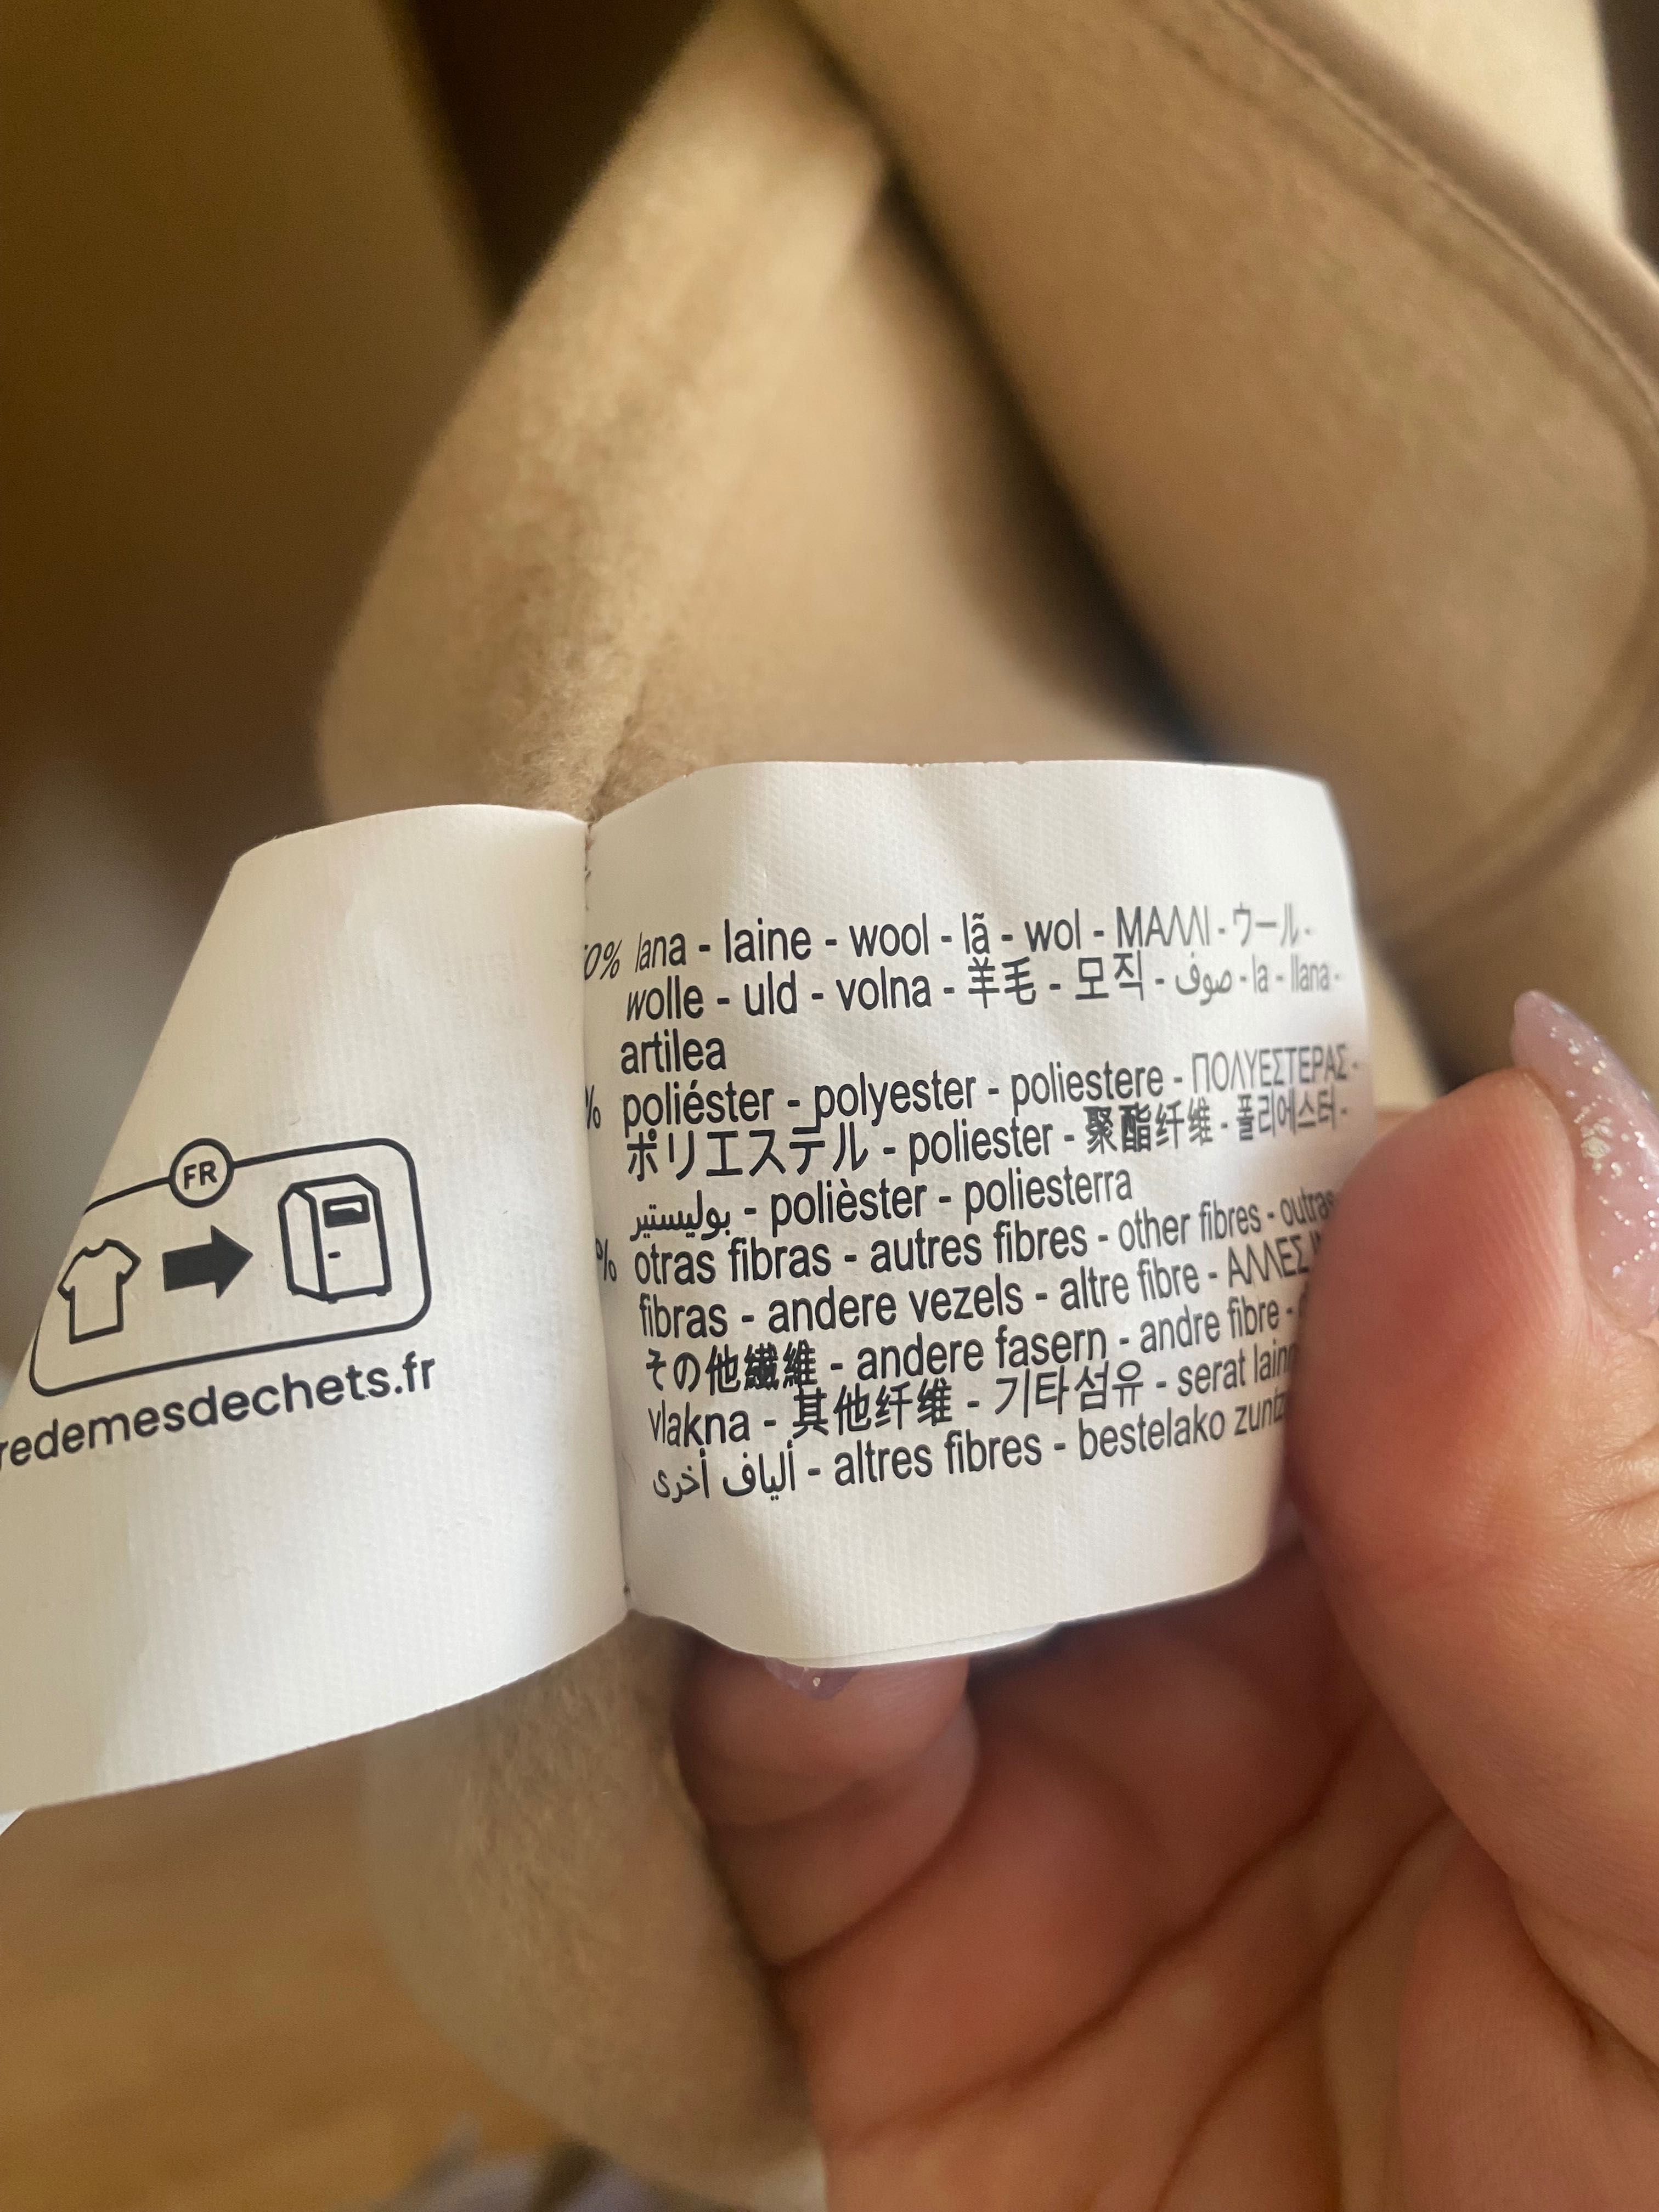 FR
redemesdechets.fr
0% lana - laine - wool - lã - wol - ΜΑΛΛΙ - ウール -
wolle - uld - volna - 羊毛 - 모직 - صوف - la - llana -
artilea
% poliéster - polyester - poliestere - ΠΟΛΥΕΣΤΕΡΑΣ -
ポリエステル - poliester - 聚酯纤维 - 폴리에스터 -
بوليستير - polièster - poliesterra
% otras fibras - autres fibres - other fibres - outras
fibras - andere vezels - altre fibre - ΑΛΛΕΣ
その他繊維 - andere fasern - andre fibre -
vlakna - 其他纤维 - 기타섬유 - serat lain
ألياف أخرى - altres fibres - bestelako